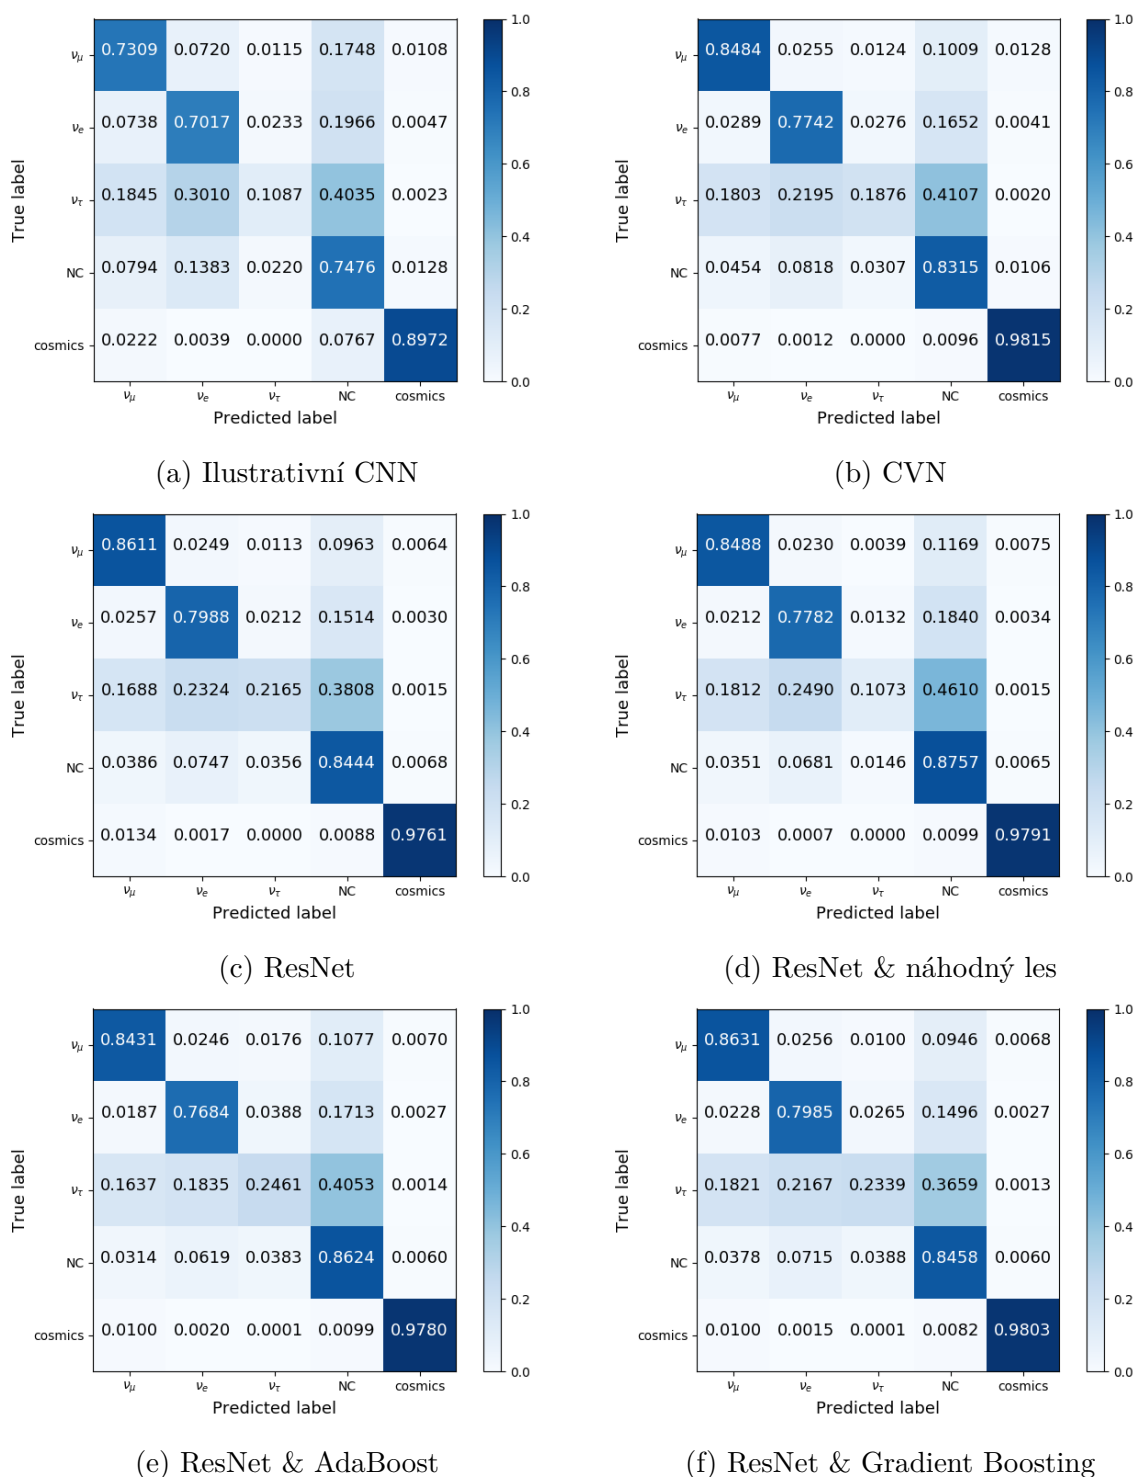 1.0
νμ 0.7309 0.0720 0.0115 0.1748 0.0108
0.8
νe 0.0738 0.7017 0.0233 0.1966 0.0047
0.6
True label
ντ 0.1845 0.3010 0.1087 0.4035 0.0023
0.4
NC 0.0794 0.1383 0.0220 0.7476 0.0128
0.2
cosmics 0.0222 0.0039 0.0000 0.0767 0.8972
0.0
νμ νe ντ NC cosmics
Predicted label
(a) Ilustrativní CNN
1.0
νμ 0.8484 0.0255 0.0124 0.1009 0.0128
0.8
νe 0.0289 0.7742 0.0276 0.1652 0.0041
0.6
True label
ντ 0.1803 0.2195 0.1876 0.4107 0.0020
0.4
NC 0.0454 0.0818 0.0307 0.8315 0.0106
0.2
cosmics 0.0077 0.0012 0.0000 0.0096 0.9815
0.0
νμ νe ντ NC cosmics
Predicted label
(b) CVN
1.0
νμ 0.8611 0.0249 0.0113 0.0963 0.0064
0.8
νe 0.0257 0.7988 0.0212 0.1514 0.0030
0.6
True label
ντ 0.1688 0.2324 0.2165 0.3808 0.0015
0.4
NC 0.0386 0.0747 0.0356 0.8444 0.0068
0.2
cosmics 0.0134 0.0017 0.0000 0.0088 0.9761
0.0
νμ νe ντ NC cosmics
Predicted label
(c) ResNet
1.0
νμ 0.8488 0.0230 0.0039 0.1169 0.0075
0.8
νe 0.0212 0.7782 0.0132 0.1840 0.0034
0.6
True label
ντ 0.1812 0.2490 0.1073 0.4610 0.0015
0.4
NC 0.0351 0.0681 0.0146 0.8757 0.0065
0.2
cosmics 0.0103 0.0007 0.0000 0.0099 0.9791
0.0
νμ νe ντ NC cosmics
Predicted label
(d) ResNet & náhodný les
1.0
νμ 0.8431 0.0246 0.0176 0.1077 0.0070
0.8
νe 0.0187 0.7684 0.0388 0.1713 0.0027
0.6
True label
ντ 0.1637 0.1835 0.2461 0.4053 0.0014
0.4
NC 0.0314 0.0619 0.0383 0.8624 0.0060
0.2
cosmics 0.0100 0.0020 0.0001 0.0099 0.9780
0.0
νμ νe ντ NC cosmics
Predicted label
(e) ResNet & AdaBoost
1.0
νμ 0.8631 0.0256 0.0100 0.0946 0.0068
0.8
νe 0.0228 0.7985 0.0265 0.1496 0.0027
0.6
True label
ντ 0.1821 0.2167 0.2339 0.3659 0.0013
0.4
NC 0.0378 0.0715 0.0388 0.8458 0.0060
0.2
cosmics 0.0100 0.0015 0.0001 0.0082 0.9803
0.0
νμ νe ντ NC cosmics
Predicted label
(f) ResNet & Gradient Boosting